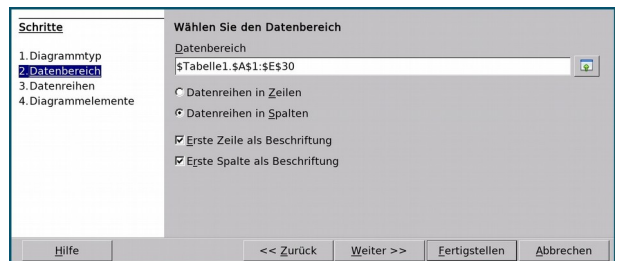 Schritte
1.Diagrammtyp
2.Datenbereich
3.Datenreihen
4.Diagrammelemente
Wählen Sie den Datenbereich
Datenbereich
$Tabelle1.$A$1:$E$30
Datenreihen in Zeilen
Datenreihen in Spalten
Erste Zeile als Beschriftung
Erste Spalte als Beschriftung
Hilfe
<< Zurück
Weiter >>
Fertigstellen
Abbrechen